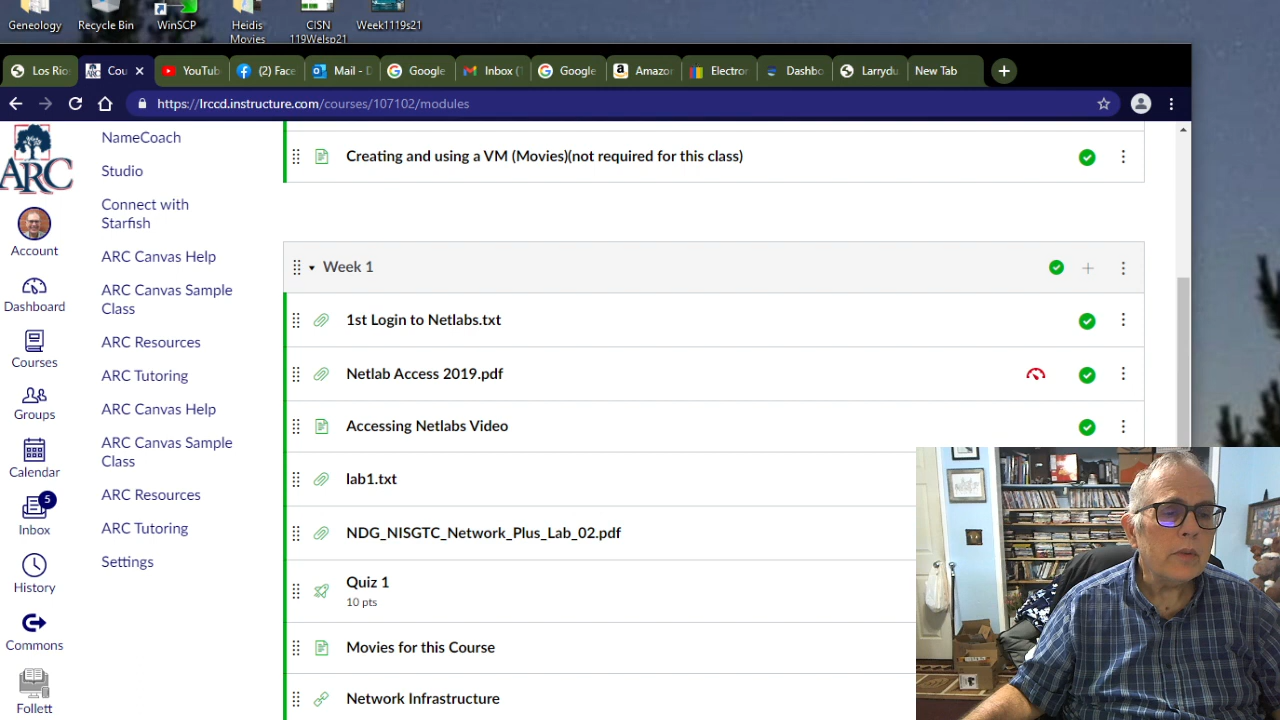 Geneology
Recycle Bin
WinSCP
Heidis
Movies
CISN
119Welsp21
Week1119s21
Los Rio
Cou
YouTub
(2) Face
Mail - D
Google
Inbox (
Google
Amazo
Electror
Dashbo
Larrydu
New Tab
https://lrccd.instructure.com/courses/107102/modules
ARC
Account
Dashboard
Courses
Groups
Calendar
5
Inbox
History
Commons
Follett
NameCoach
Studio
Connect with
Starfish
ARC Canvas Help
ARC Canvas Sample
Class
ARC Resources
ARC Tutoring
ARC Canvas Help
ARC Canvas Sample
Class
ARC Resources
ARC Tutoring
Settings
Creating and using a VM (Movies)(not required for this class)
Week 1
1st Login to Netlabs.txt
Netlab Access 2019.pdf
Accessing Netlabs Video
lab1.txt
NDG_NISGTC_Network_Plus_Lab_02.pdf
Quiz 1
10 pts
Movies for this Course
Network Infrastructure